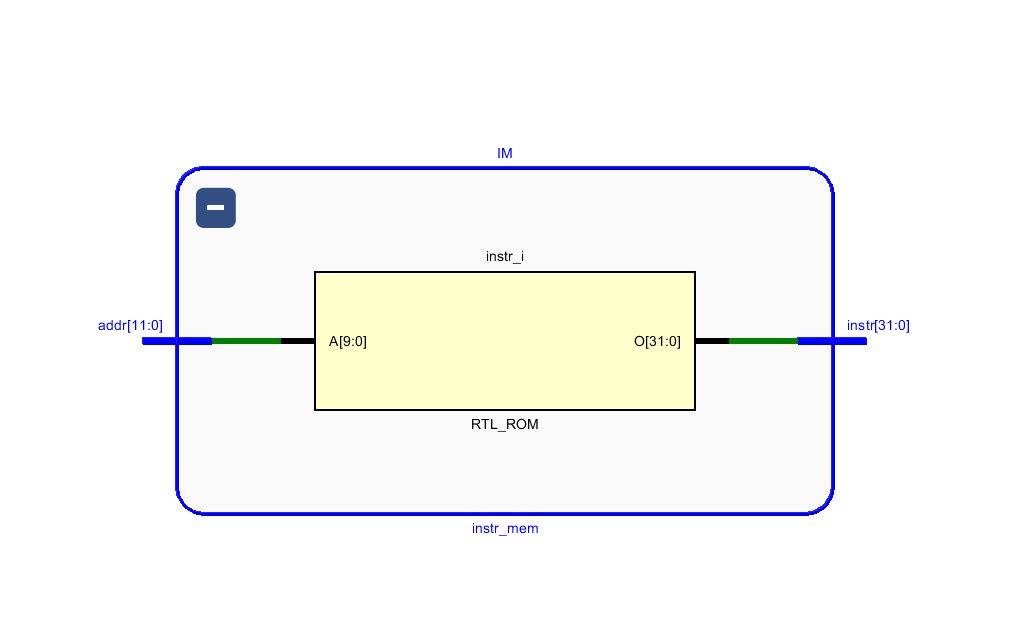 IM
instr_i
addr[11:0]
A[9:0]
O[31:0]
instr[31:0]
RTL_ROM
instr_mem